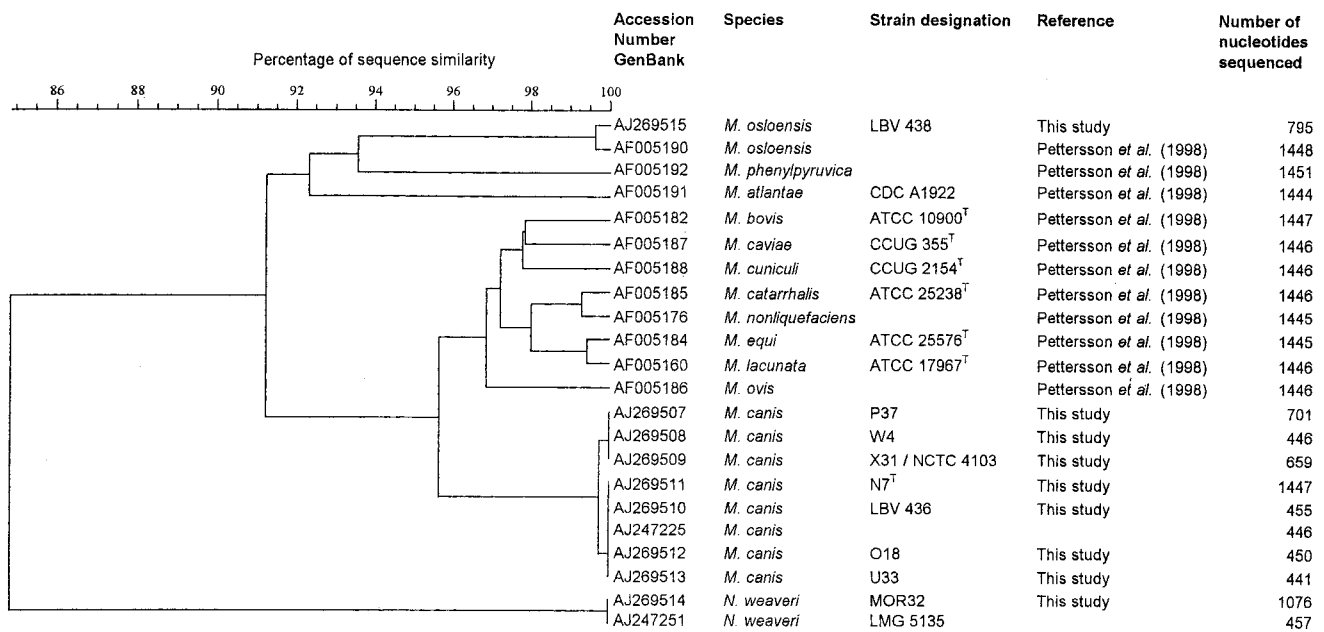 Accession Number GenBank Species Strain designation Reference Number of nucleotides sequenced
Percentage of sequence similarity
86 88 90 92 94 96 98 100
AJ269515 M. osloensis LBV 438 This study 795
AF005190 M. osloensis Pettersson et al. (1998) 1448
AF005192 M. phenylpyruvica Pettersson et al. (1998) 1451
AF005191 M. atlantae CDC A1922 Pettersson et al. (1998) 1444
AF005182 M. bovis ATCC 10900T Pettersson et al. (1998) 1447
AF005187 M. caviae CCUG 355T Pettersson et al. (1998) 1446
AF005188 M. cuniculi CCUG 2154T Pettersson et al. (1998) 1446
AF005185 M. catarrhalis ATCC 25238T Pettersson et al. (1998) 1446
AF005176 M. nonliquefaciens Pettersson et al. (1998) 1445
AF005184 M. equi ATCC 25576T Pettersson et al. (1998) 1445
AF005160 M. lacunata ATCC 17967T Pettersson et al. (1998) 1446
AF005186 M. ovis Pettersson et al. (1998) 1446
AJ269507 M. canis P37 This study 701
AJ269508 M. canis W4 This study 446
AJ269509 M. canis X31 / NCTC 4103 This study 659
AJ269511 M. canis N7T This study 1447
AJ269510 M. canis LBV 436 This study 455
AJ247225 M. canis 446
AJ269512 M. canis O18 This study 450
AJ269513 M. canis U33 This study 441
AJ269514 N. weaveri MOR32 This study 1076
AJ247251 N. weaveri LMG 5135 457